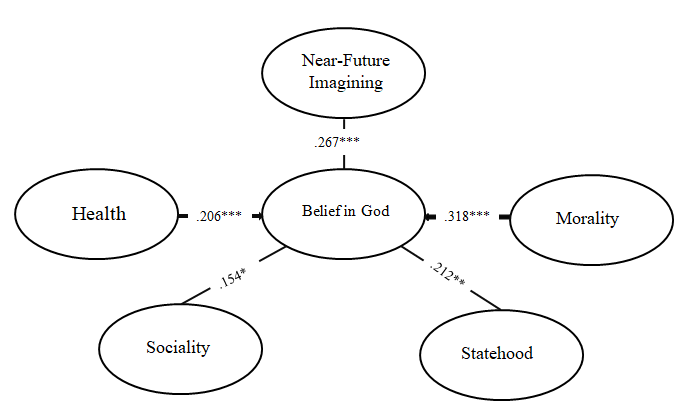 Near-Future
Imagining
.267***
Health
.206***
Belief in God
.318***
Morality
.154*
.212**
Sociality
Statehood